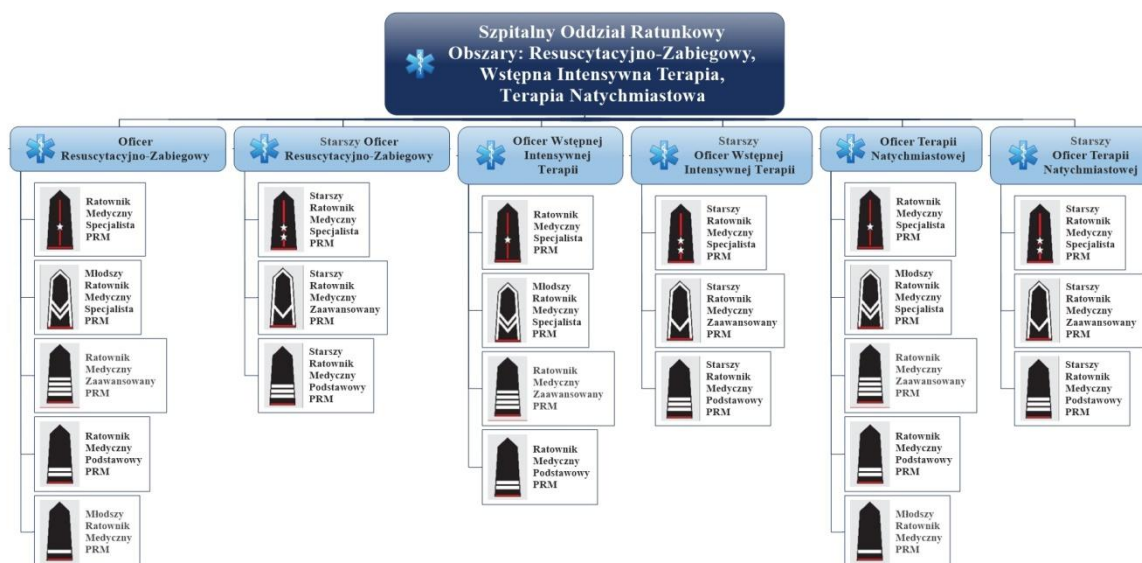 Szpitalny Oddział Ratunkowy
Obszary: Resuscytacyjno-Zabiegowy,
Wstępna Intensywna Terapia,
Terapia Natychmiastowa
Oficer
Resuscytacyjno-Zabiegowy
Ratownik
Medyczny
Specjalista
PRM
Młodszy
Ratownik
Medyczny
Specjalista
PRM
Ratownik
Medyczny
Zaawansowany
PRM
Ratownik
Medyczny
Podstawowy
PRM
Młodszy
Ratownik
Medyczny
PRM
Starszy Oficer
Resuscytacyjno-Zabiegowy
Starszy
Ratownik
Medyczny
Specjalista
PRM
Starszy
Ratownik
Medyczny
Zaawansowany
PRM
Starszy
Ratownik
Medyczny
Podstawowy
PRM
Oficer Wstępnej
Intensywnej
Terapii
Ratownik
Medyczny
Specjalista
PRM
Młodszy
Ratownik
Medyczny
Specjalista
PRM
Ratownik
Medyczny
Zaawansowany
PRM
Ratownik
Medyczny
Podstawowy
PRM
Starszy
Oficer Wstępnej
Intensywnej Terapii
Starszy
Ratownik
Medyczny
Specjalista
PRM
Starszy
Ratownik
Medyczny
Zaawansowany
PRM
Starszy
Ratownik
Medyczny
Podstawowy
PRM
Oficer Terapii
Natychmiastowej
Ratownik
Medyczny
Specjalista
PRM
Młodszy
Ratownik
Medyczny
Specjalista
PRM
Ratownik
Medyczny
Zaawansowany
PRM
Ratownik
Medyczny
Podstawowy
PRM
Młodszy
Ratownik
Medyczny
PRM
Starszy
Oficer Terapii
Natychmiastowej
Starszy
Ratownik
Medyczny
Specjalista
PRM
Starszy
Ratownik
Medyczny
Zaawansowany
PRM
Starszy
Ratownik
Medyczny
Podstawowy
PRM